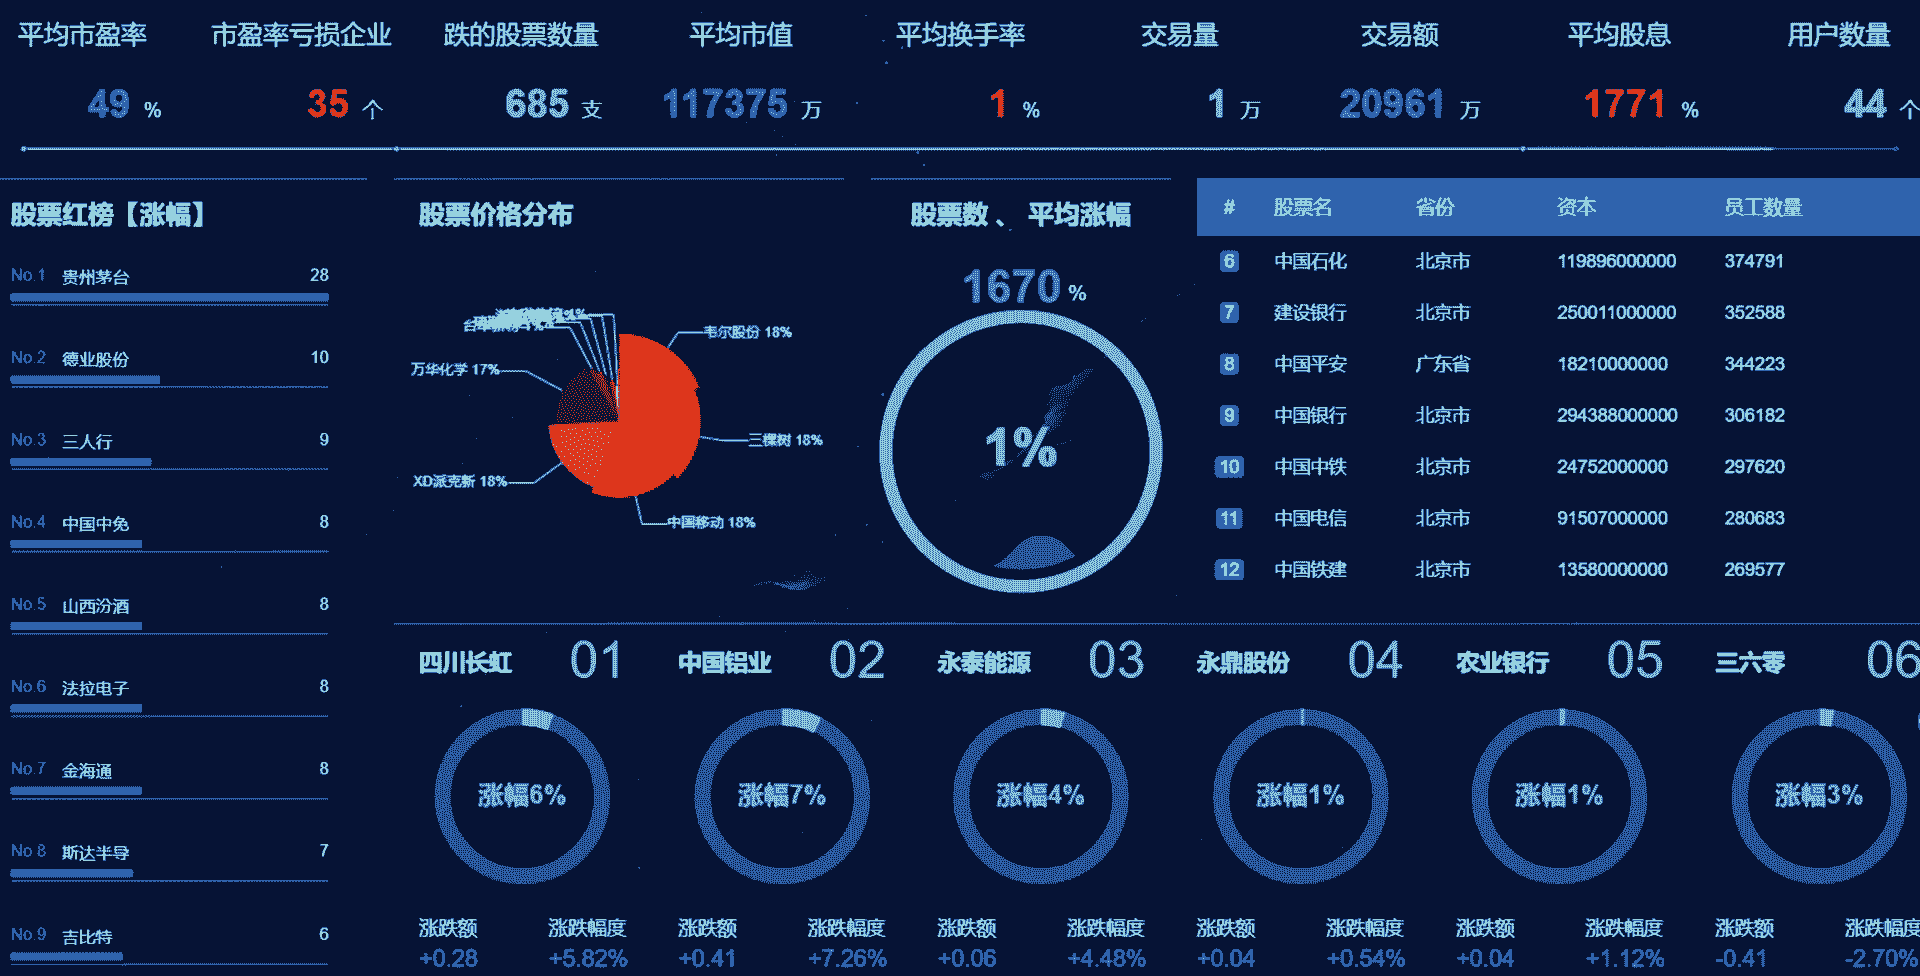 平均市盈率 市盈率亏损企业 跌的股票数量 平均市值 平均换手率 交易量 交易额 平均股息 用户数量
49 % 35 个 685 支 117375 万 1 % 1 万 20961 万 1771 % 44 个
股票红榜【涨幅】
No.1 贵州茅台 28
No.2 德业股份 10
No.3 三人行 9
No.4 中国中免 8
No.5 山西汾酒 8
No.6 法拉电子 8
No.7 金海通 8
No 8 斯达半导 7
No.9 吉比特 6
股票价格分布
韦尔股份 18%
三棵树 18%
中国移动 18%
XD派克新 18%
万华化学 17%
股票数 、 平均涨幅
1670 %
1%
# 股票名 省份 资本 员工数量
6 中国石化 北京市 119896000000 374791
7 建设银行 北京市 250011000000 352588
8 中国平安 广东省 18210000000 344223
9 中国银行 北京市 294388000000 306182
10 中国中铁 北京市 24752000000 297620
11 中国电信 北京市 91507000000 280683
12 中国铁建 北京市 13580000000 269577
四川长虹 01 中国铝业 02 永泰能源 03 永鼎股份 04 农业银行 05 三六零 06
涨幅6% 涨幅7% 涨幅4% 涨幅1% 涨幅1% 涨幅3%
涨跌额 涨跌幅度 涨跌额 涨跌幅度 涨跌额 涨跌幅度 涨跌额 涨跌幅度 涨跌额 涨跌幅度 涨跌额 涨跌幅度
+0.28 +5.82% +0.41 +7.26% +0.06 +4.48% +0.04 +0.54% +0.04 +1.12% -0.41 -2.70%